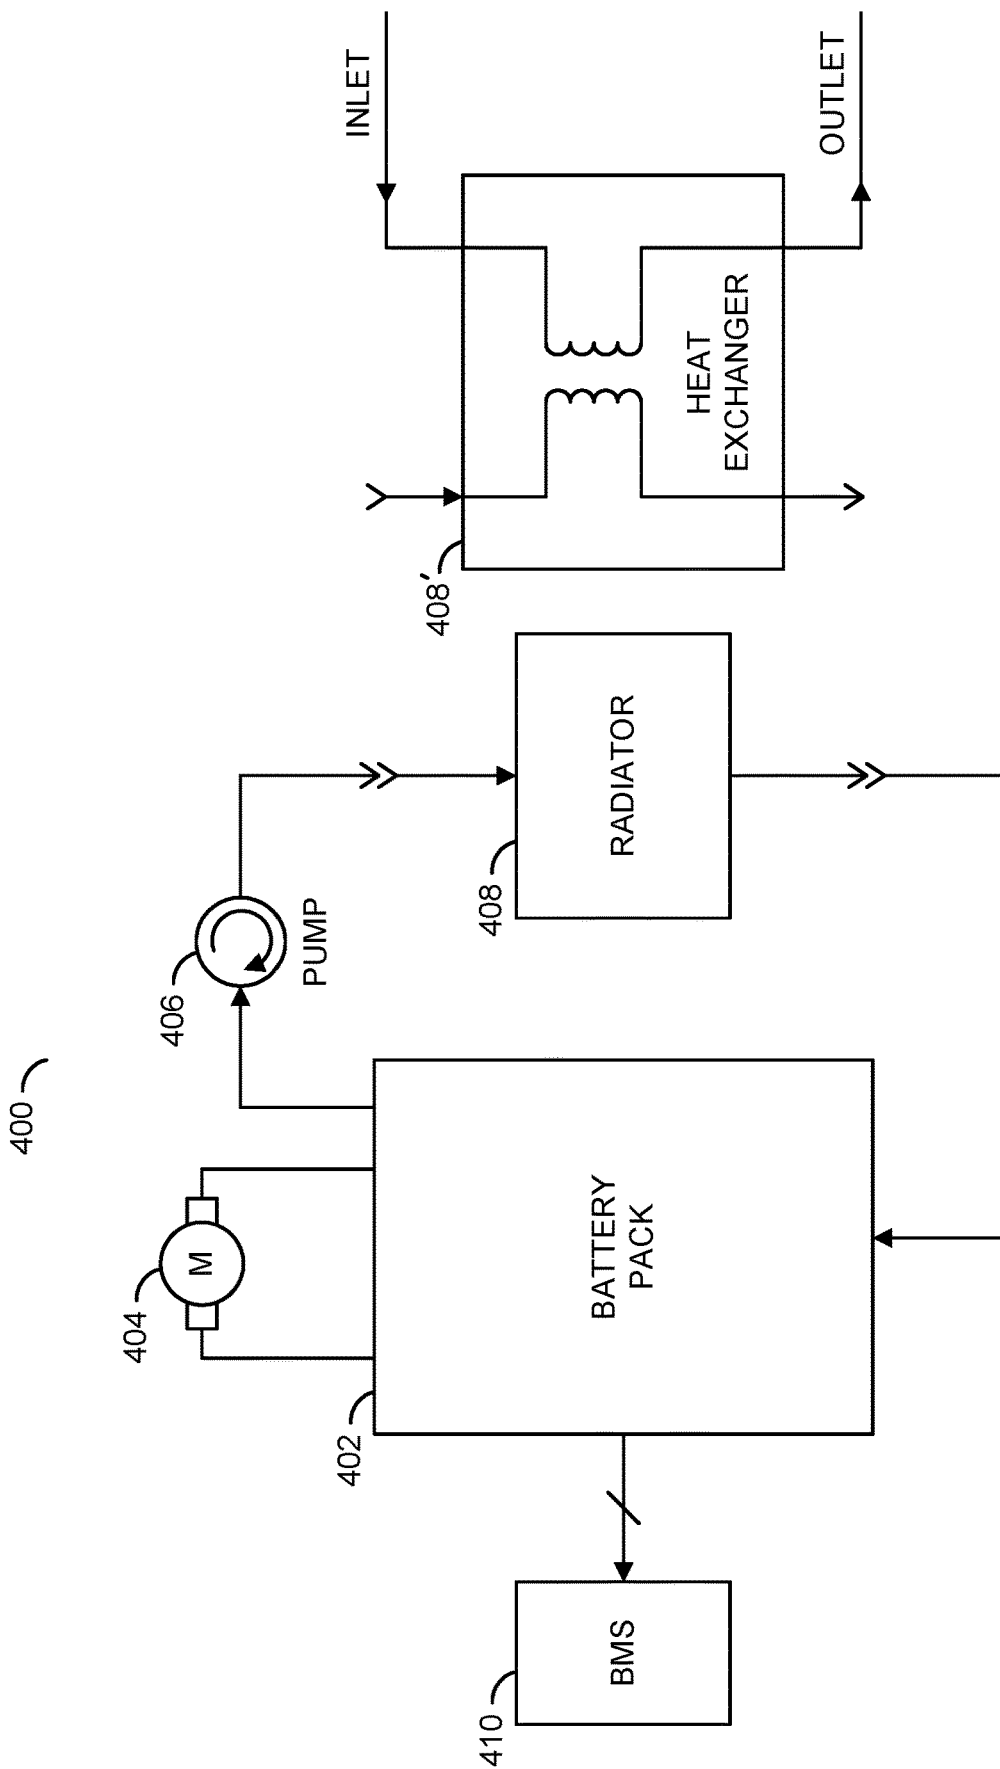 400
404
M
406
PUMP
402
BATTERY
PACK
410
BMS
408
RADIATOR
408'
HEAT
EXCHANGER
INLET
OUTLET